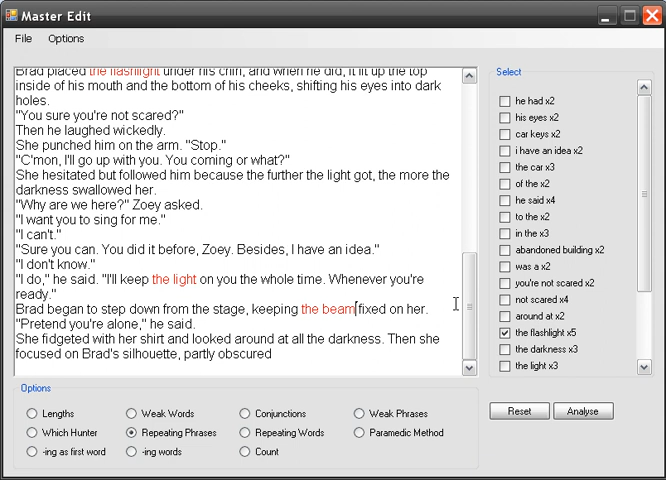 Master Edit
File Options
Brad placed the flashlight under his chin, and when he did, it lit up the top
inside of his mouth and the bottom of his cheeks, shifting his eyes into dark
holes.
"You sure you're not scared?"
Then he laughed wickedly.
She punched him on the arm. "Stop."
"C'mon, I'll go up with you. You coming or what?"
She hesitated but followed him because the further the light got, the more the
darkness swallowed her.
"Why are we here?" Zoey asked.
"I want you to sing for me."
"I can't."
"Sure you can. You did it before, Zoey. Besides, I have an idea."
"I don't know."
"I do," he said. "I'll keep the light on you the whole time. Whenever you're
ready."
Brad began to step down from the stage, keeping the beam fixed on her.
"Pretend you're alone," he said.
She fidgeted with her shirt and looked around at all the darkness. Then she
focused on Brad's silhouette, partly obscured
Select
he had x2
his eyes x2
car keys x2
i have an idea x2
the car x3
of the x2
he said x4
to the x2
in the x3
abandoned building x2
was a x2
you're not scared x2
not scared x4
around at x2
the flashlight x5
the darkness x3
the light x3
Reset Analyse
Options
Lengths Weak Words Conjunctions Weak Phrases
Which Hunter Repeating Phrases Repeating Words Paramedic Method
-ing as first word -ing words Count